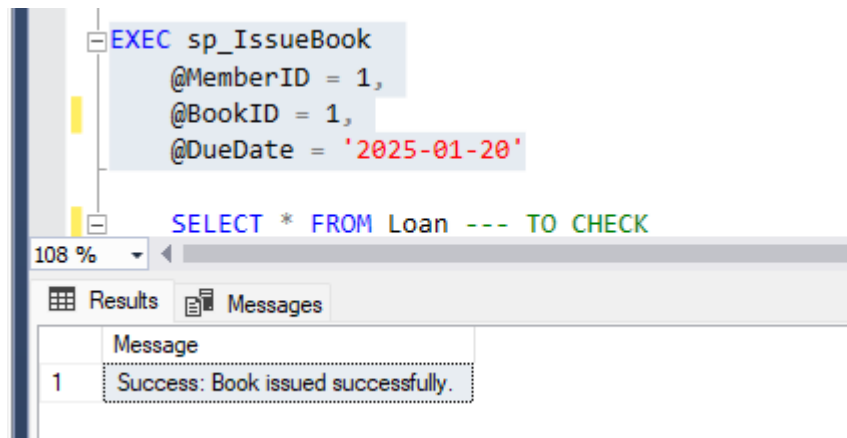 EXEC sp_IssueBook
@MemberID = 1,
@BookID = 1,
@DueDate = '2025-01-20'
SELECT * FROM Loan --- TO CHECK
108 %
Results Messages
Message
1 Success: Book issued successfully.